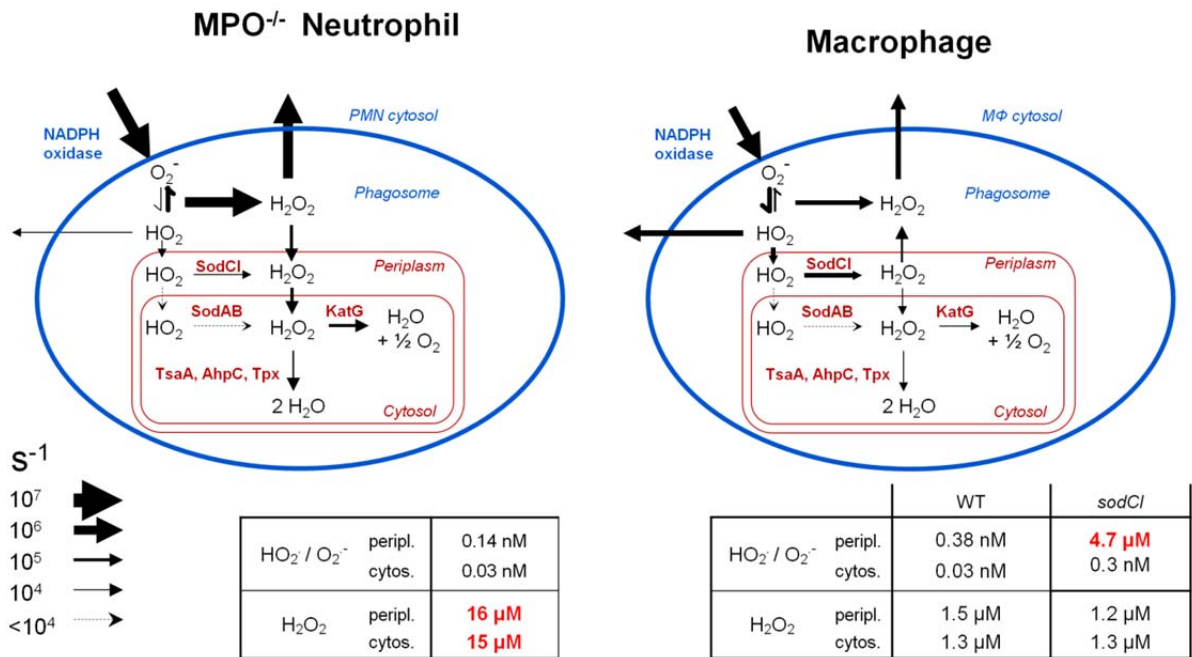 MPO-/- Neutrophil
PMN cytosol
NADPH
oxidase
O2-
Phagosome
H2O2
HO2
HO2
SodCI
H2O2
Periplasm
HO2
SodAB
H2O2
KatG
H2O
+ ½ O2
TsaA, AhpC, Tpx
2 H2O
Cytosol
Macrophage
MΦ cytosol
NADPH
oxidase
O2-
Phagosome
H2O2
HO2
HO2
SodCI
H2O2
Periplasm
HO2
SodAB
H2O2
KatG
H2O
+ ½ O2
TsaA, AhpC, Tpx
2 H2O
Cytosol
S-1
10^7
10^6
10^5
10^4
<10^4
HO2· / O2·-
peripl. 0.14 nM
cytos. 0.03 nM
H2O2
peripl. 16 µM
cytos. 15 µM
WT sodCI
HO2· / O2·-
peripl. 0.38 nM 4.7 µM
cytos. 0.03 nM 0.3 nM
H2O2
peripl. 1.5 µM 1.2 µM
cytos. 1.3 µM 1.3 µM